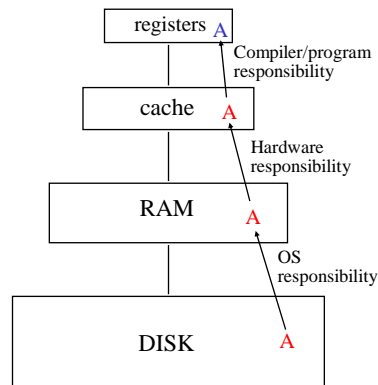 registers A
Compiler/program
responsibility
cache A
Hardware
responsibility
RAM
A
OS
responsibility
DISK A